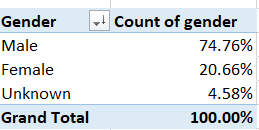 Gender Count of gender
Male 74.76%
Female 20.66%
Unknown 4.58%
Grand Total 100.00%